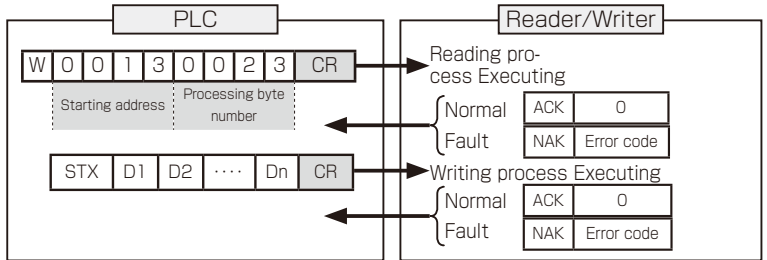 PLC
Reader/Writer
W 0 0 1 3 0 0 2 3 CR
Starting address
Processing byte
number
Reading pro-
cess Executing
Normal ACK 0
Fault NAK Error code
STX D1 D2 ···· Dn CR
Writing process Executing
Normal ACK 0
Fault NAK Error code